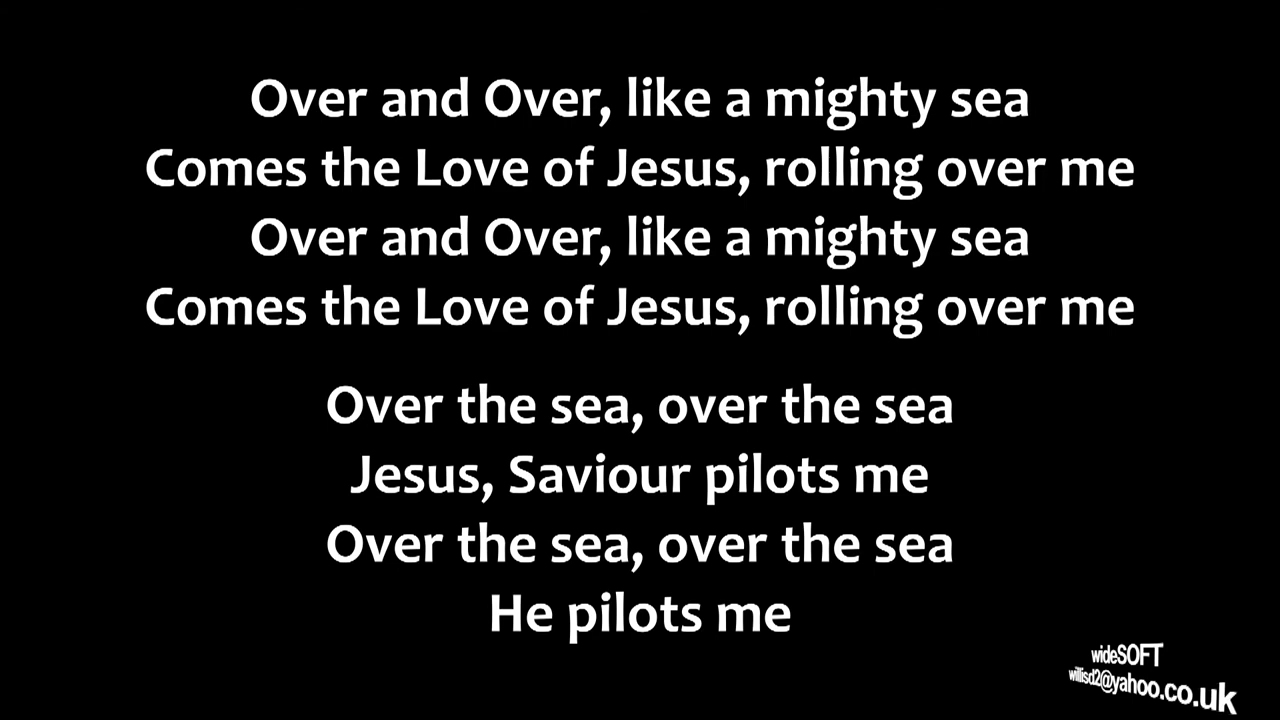 Over and Over, like a mighty sea
Comes the Love of Jesus, rolling over me
Over and Over, like a mighty sea
Comes the Love of Jesus, rolling over me
Over the sea, over the sea
Jesus, Saviour pilots me
Over the sea, over the sea
He pilots me
wideSOFT
willisd2@yahoo.co.uk